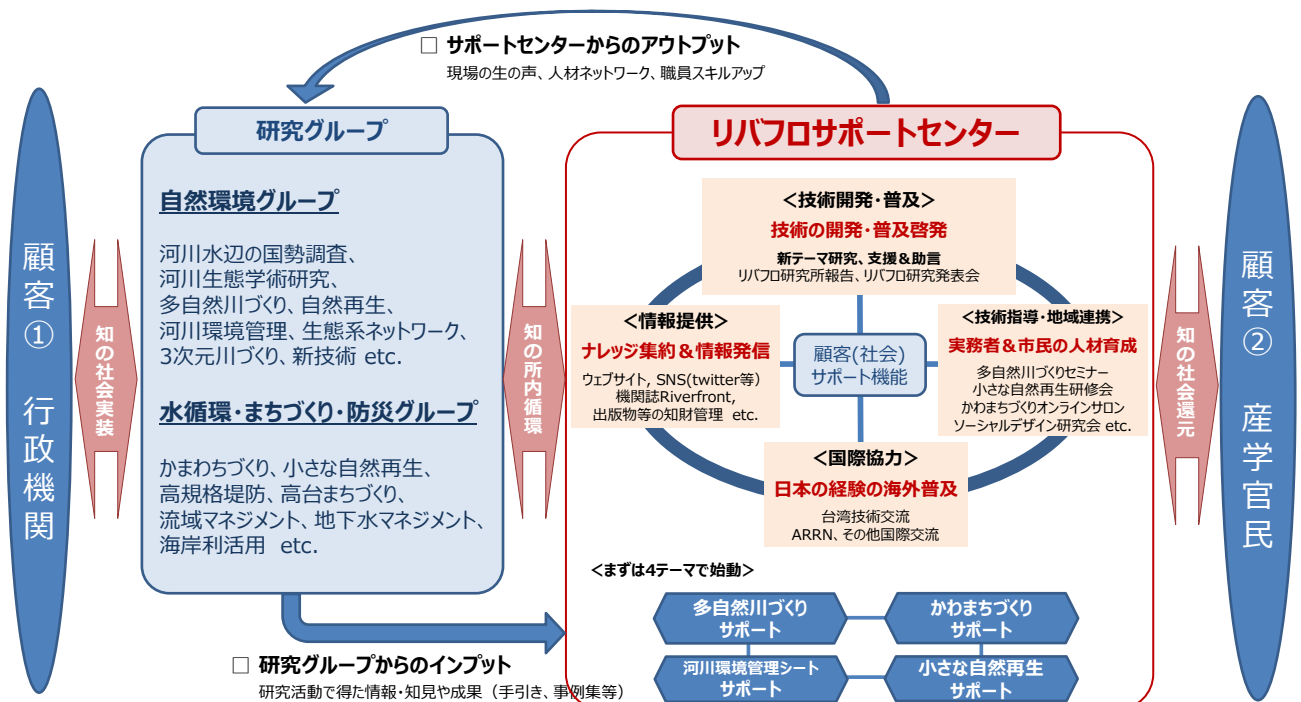 □ サポートセンターからのアウトプット
現場の生の声、人材ネットワーク、職員スキルアップ
顧客① 行政機関
知の社会実装
研究グループ
自然環境グループ
河川水辺の国勢調査、
河川生態学術研究、
多自然川づくり、自然再生、
河川環境管理、生態系ネットワーク、
3次元川づくり、新技術 etc.
水循環・まちづくり・防災グループ
かまわちづくり、小さな自然再生、
高規格堤防、高台まちづくり、
流域マネジメント、地下水マネジメント、
海岸利活用 etc.
知の所内循環
リバフロサポートセンター
<技術開発・普及>
技術の開発・普及啓発
新テーマ研究、支援&助言
リバフロ研究所報告、リバフロ研究発表会
<情報提供>
ナレッジ集約&情報発信
ウェブサイト, SNS(twitter等)
機関誌Riverfront,
出版物等の知財管理 etc.
顧客(社会)
サポート機能
<技術指導・地域連携>
実務者&市民の人材育成
多自然川づくりセミナー
小さな自然再生研修会
かわまちづくりオンラインサロン
ソーシャルデザイン研究会 etc.
<国際協力>
日本の経験の海外普及
台湾技術交流
ARRN、その他国際交流
<まずは4テーマで始動>
多自然川づくり
サポート
かわまちづくり
サポート
河川環境管理シート
サポート
小さな自然再生
サポート
知の社会還元
顧客② 産学官民
□ 研究グループからのインプット
研究活動で得た情報・知見や成果(手引き、事例集等)